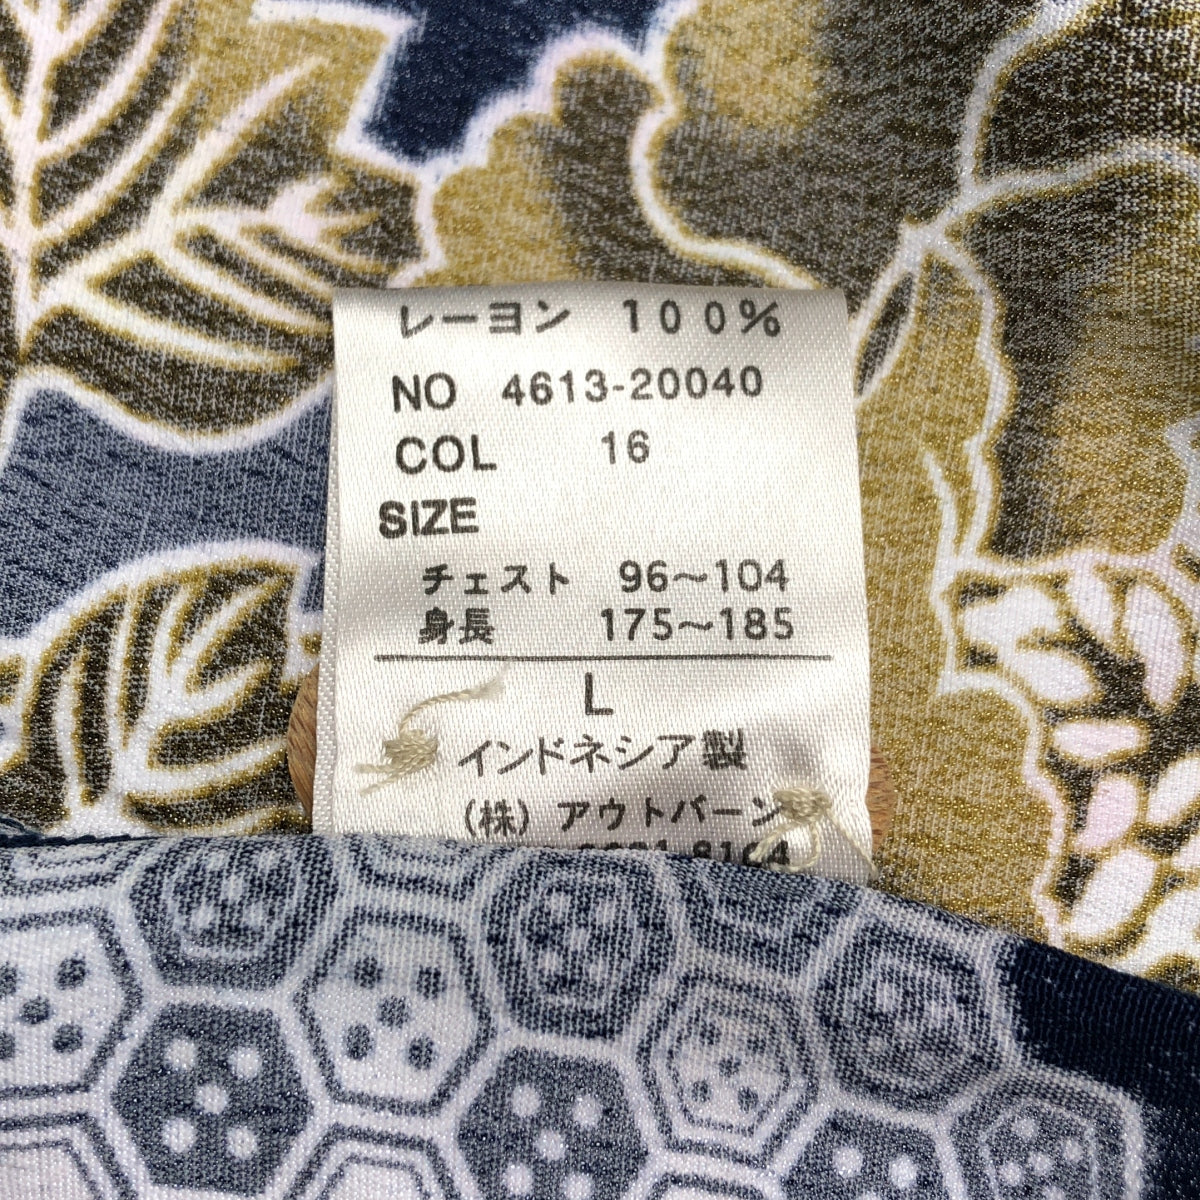 レーヨン 100%
NO 4613-20040
COL 16
SIZE
チェスト 96〜104
身長 175〜185
L
インドネシア製
(株) アウトバーン